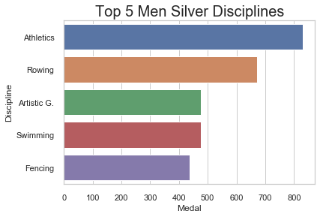 Top 5 Men Silver Disciplines
Discipline
Athletics
Rowing
Artistic G.
Swimming
Fencing
0 100 200 300 400 500 600 700 800
Medal